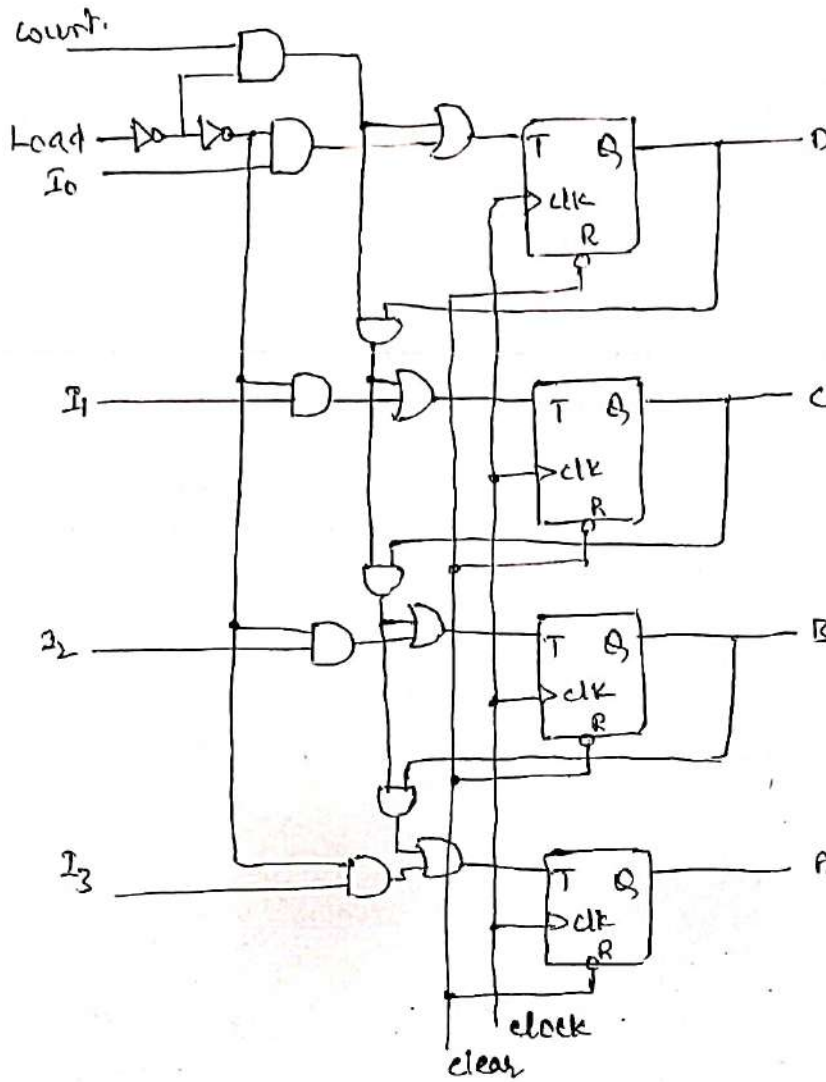 count.
Load
I0
T Q D
clk
R
I1
T Q C
clk
R
I2
T Q B
clk
R
I3
T Q A
clk
R
clock
clear